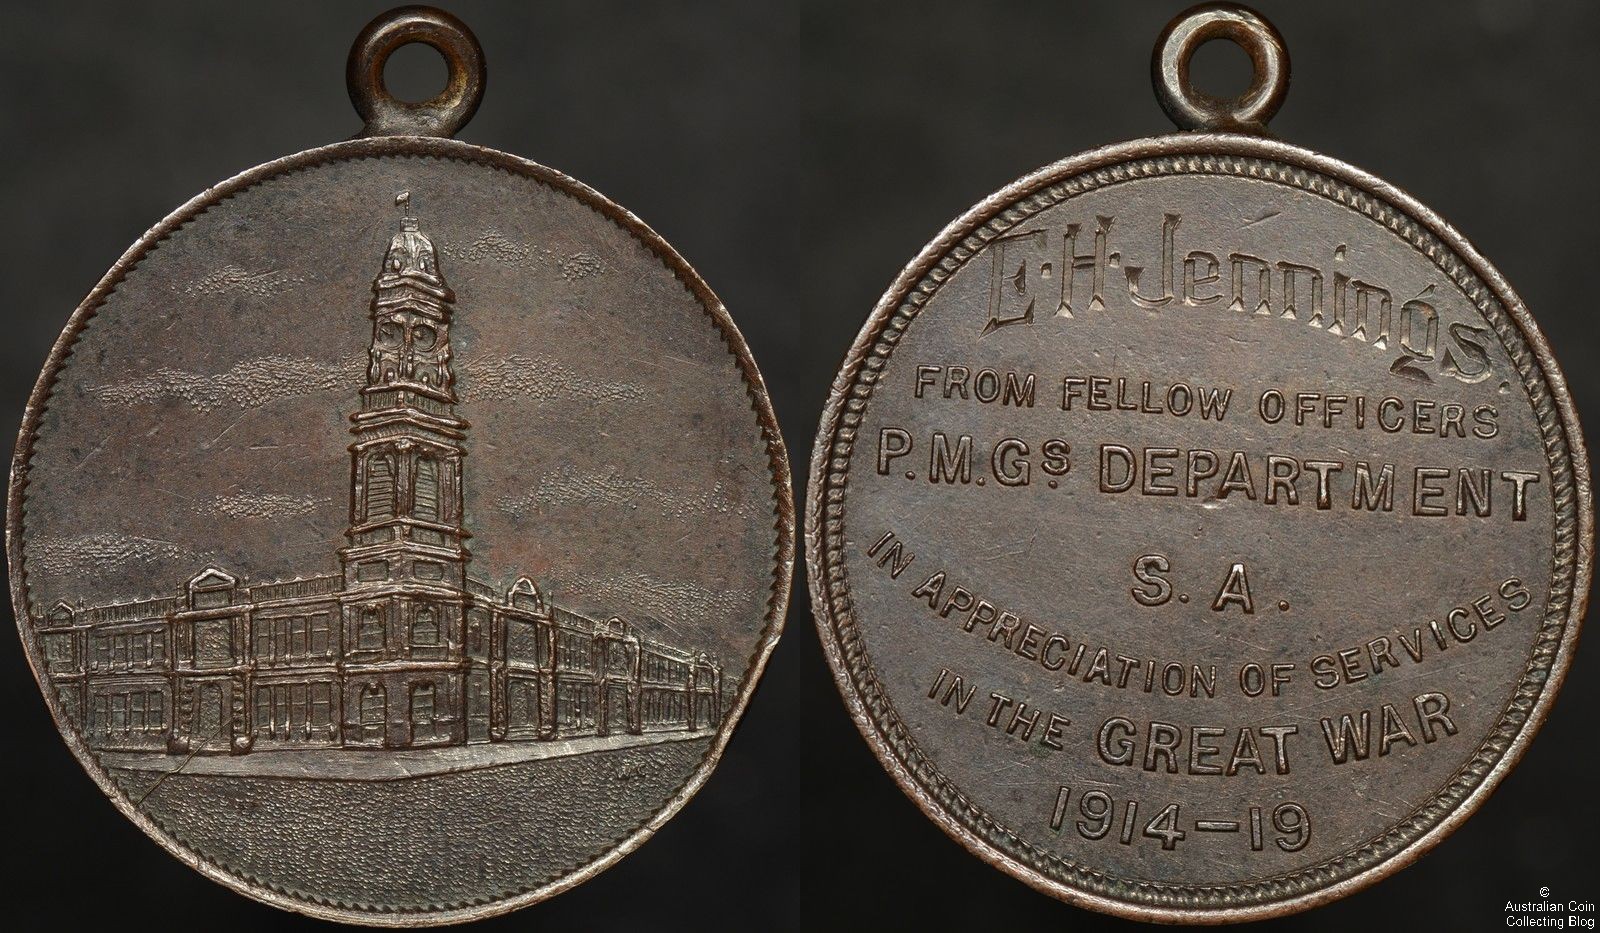 E·H·Jennings.
FROM FELLOW OFFICERS
P.M.Gs. DEPARTMENT
S. A.
IN APPRECIATION OF SERVICES
IN THE GREAT WAR
1914–19
W.C
©
Australian Coin
Collecting Blog